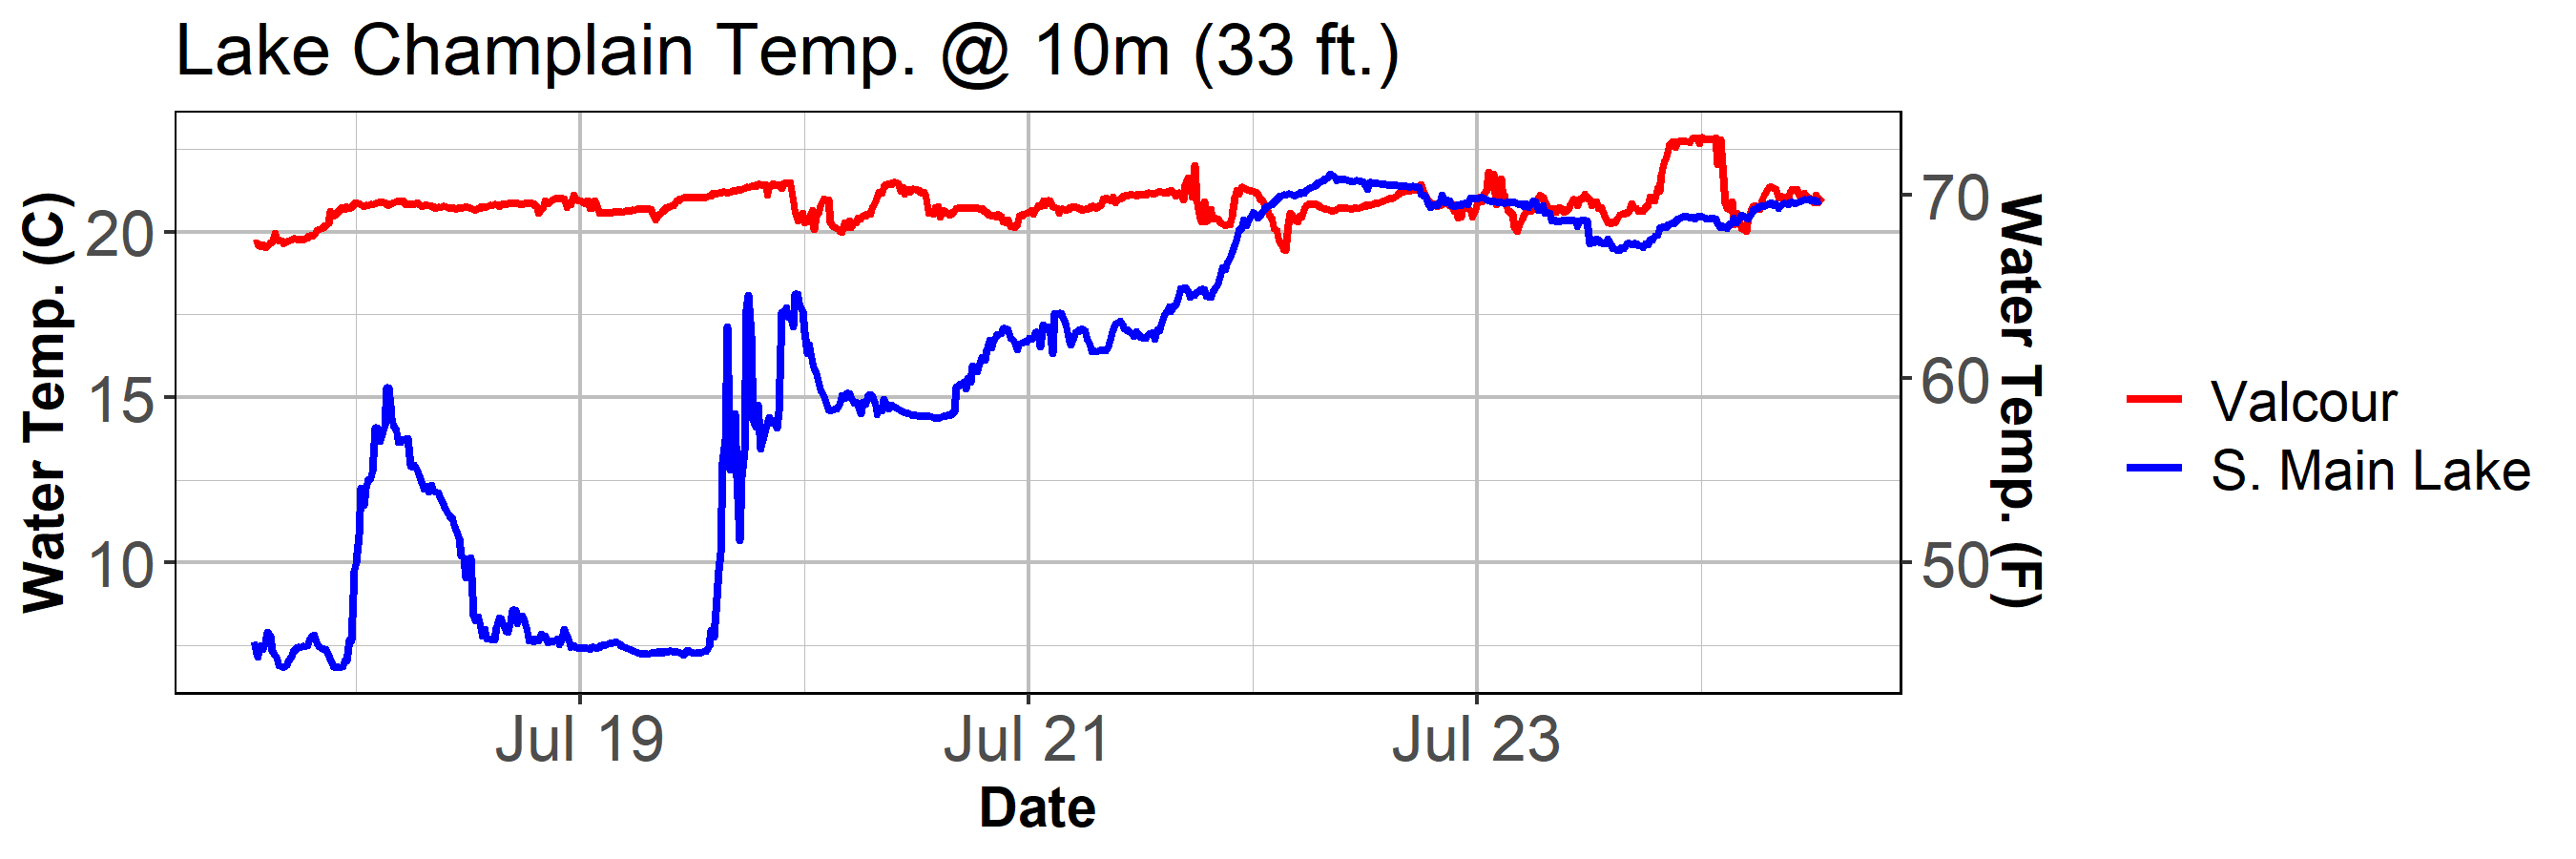 Lake Champlain Temp. @ 10m (33 ft.)
Water Temp. (C)
20
15
10
70
60
50
Water Temp. (F)
Jul 19
Jul 21
Jul 23
Date
Valcour
S. Main Lake